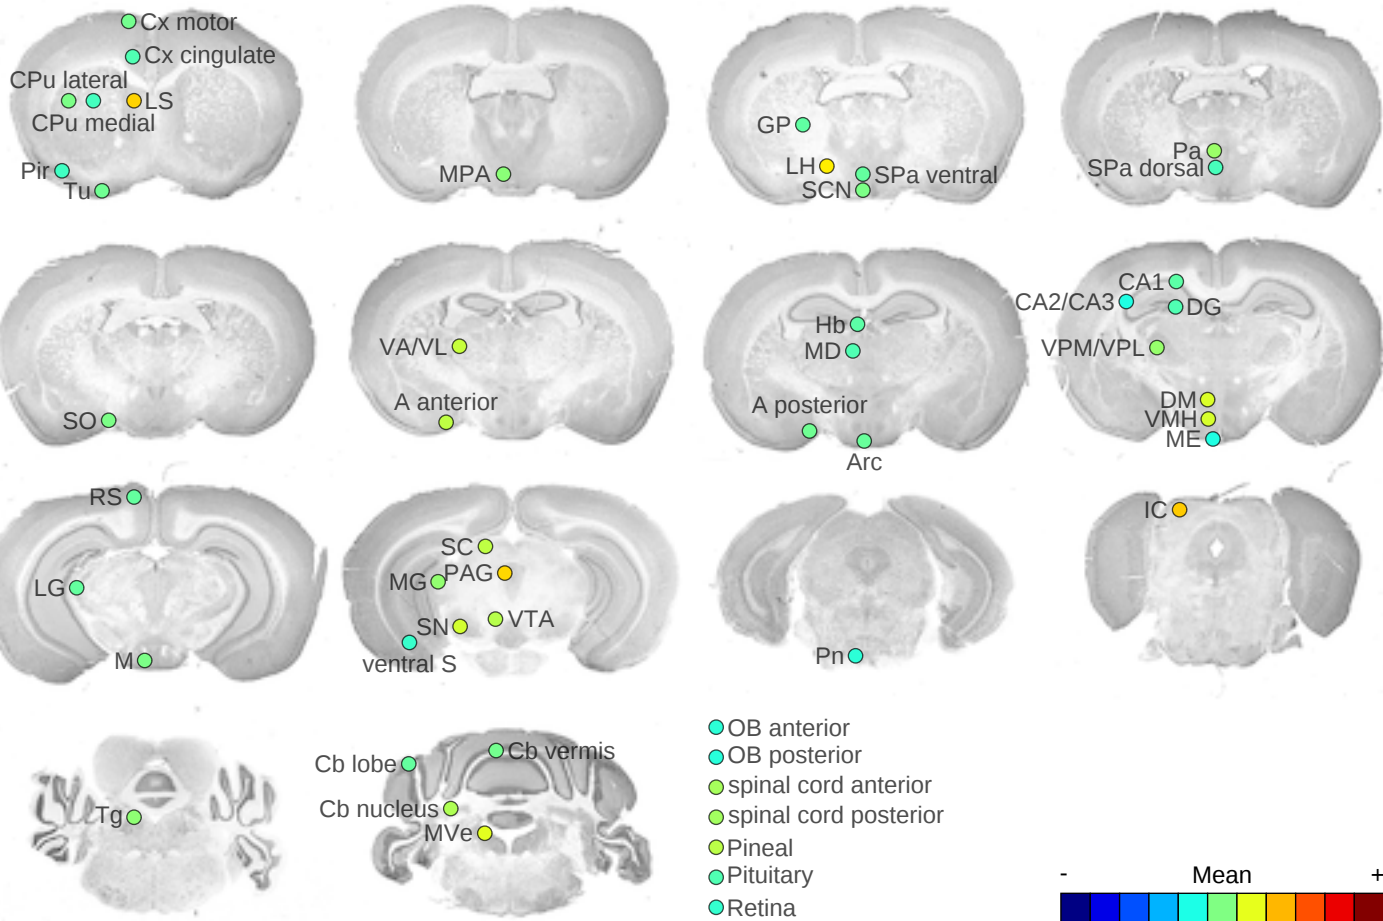 Cx motor
Cx cingulate
CPu lateral
LS
CPu medial
Pir
Tu
MPA
GP
LH
SPa ventral
SCN
Pa
SPa dorsal
SO
VA/VL
A anterior
Hb
MD
A posterior
Arc
CA1
CA2/CA3
DG
VPM/VPL
DM
VMH
ME
RS
LG
M
SC
PAG
MG
VTA
SN
ventral S
Pn
IC
Tg
Cb vermis
Cb lobe
Cb nucleus
MVe
OB anterior
OB posterior
spinal cord anterior
spinal cord posterior
Pineal
Pituitary
Retina
- Mean +